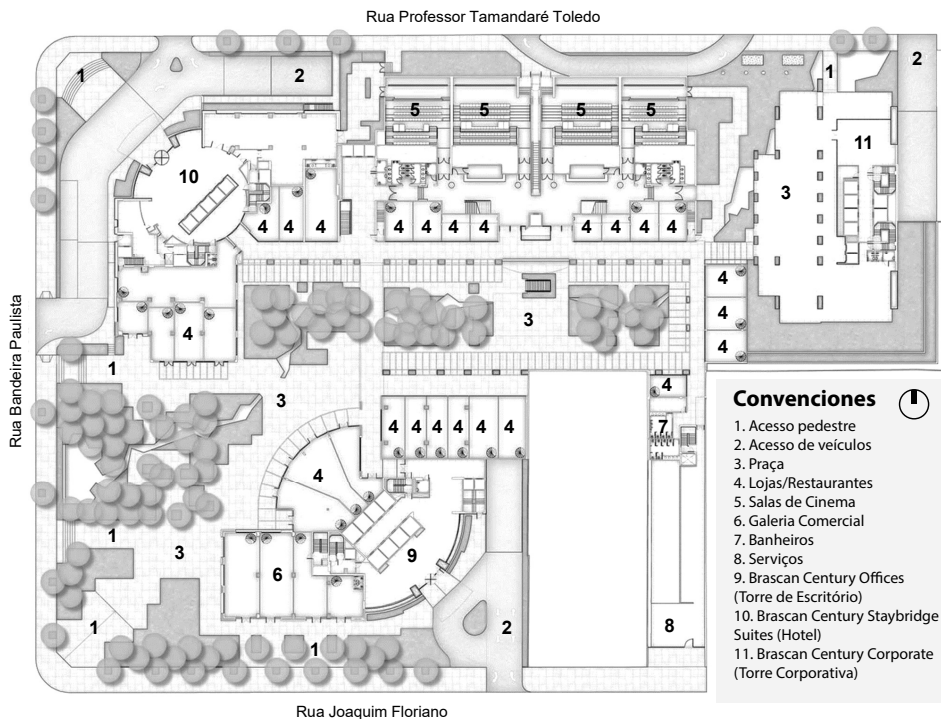 Rua Professor Tamandaré Toledo
1
2
1
2
5
5
5
5
11
10
3
4
4
4
4
4
4
4
4
4
4
4
4
4
3
4
4
4
1
3
4
4
7
4
4
4
4
4
4
4
1
3
9
6
1
2
8
1
Rua Bandeira Paulista
Rua Joaquim Floriano
Convenciones
1. Acesso pedestre
2. Acesso de veículos
3. Praça
4. Lojas/Restaurantes
5. Salas de Cinema
6. Galeria Comercial
7. Banheiros
8. Serviços
9. Brascan Century Offices
(Torre de Escritório)
10. Brascan Century Staybridge
Suites (Hotel)
11. Brascan Century Corporate
(Torre Corporativa)